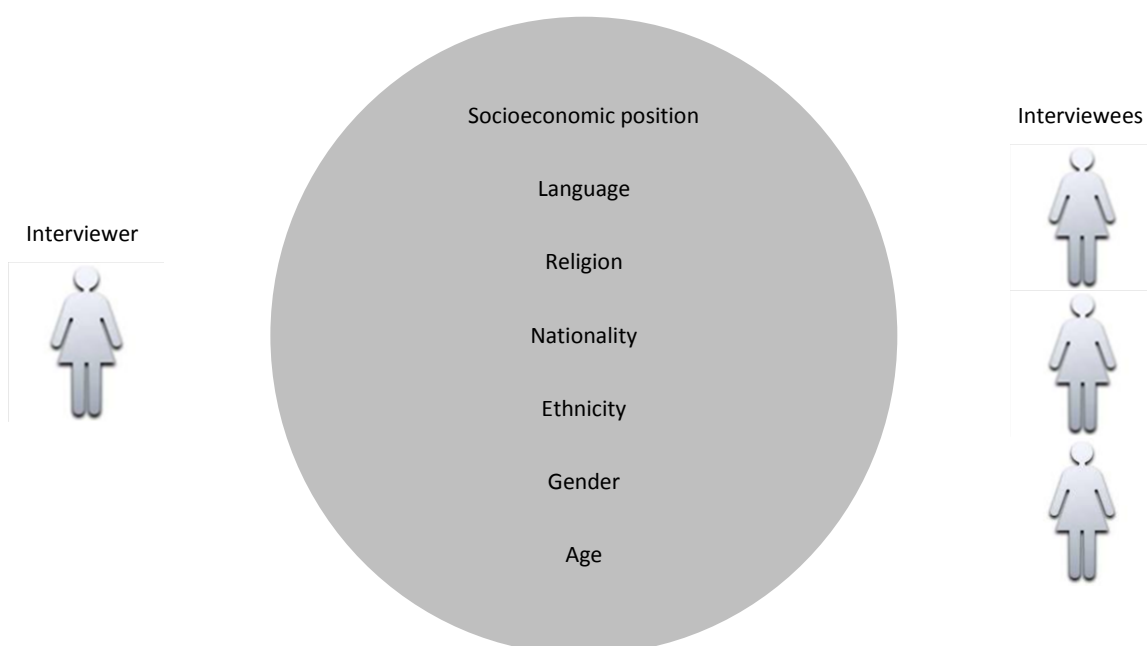 Interviewer
Socioeconomic position
Language
Religion
Nationality
Ethnicity
Gender
Age
Interviewees